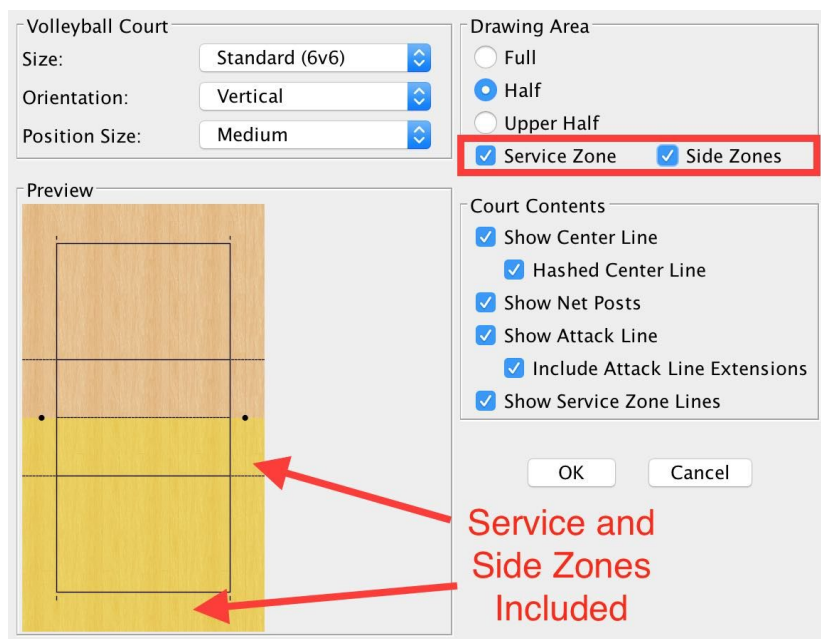 Volleyball Court
Size: Standard (6v6)
Orientation: Vertical
Position Size: Medium
Preview
Drawing Area
Full
Half
Upper Half
Service Zone Side Zones
Court Contents
Show Center Line
Hashed Center Line
Show Net Posts
Show Attack Line
Include Attack Line Extensions
Show Service Zone Lines
OK Cancel
Service and
Side Zones
Included